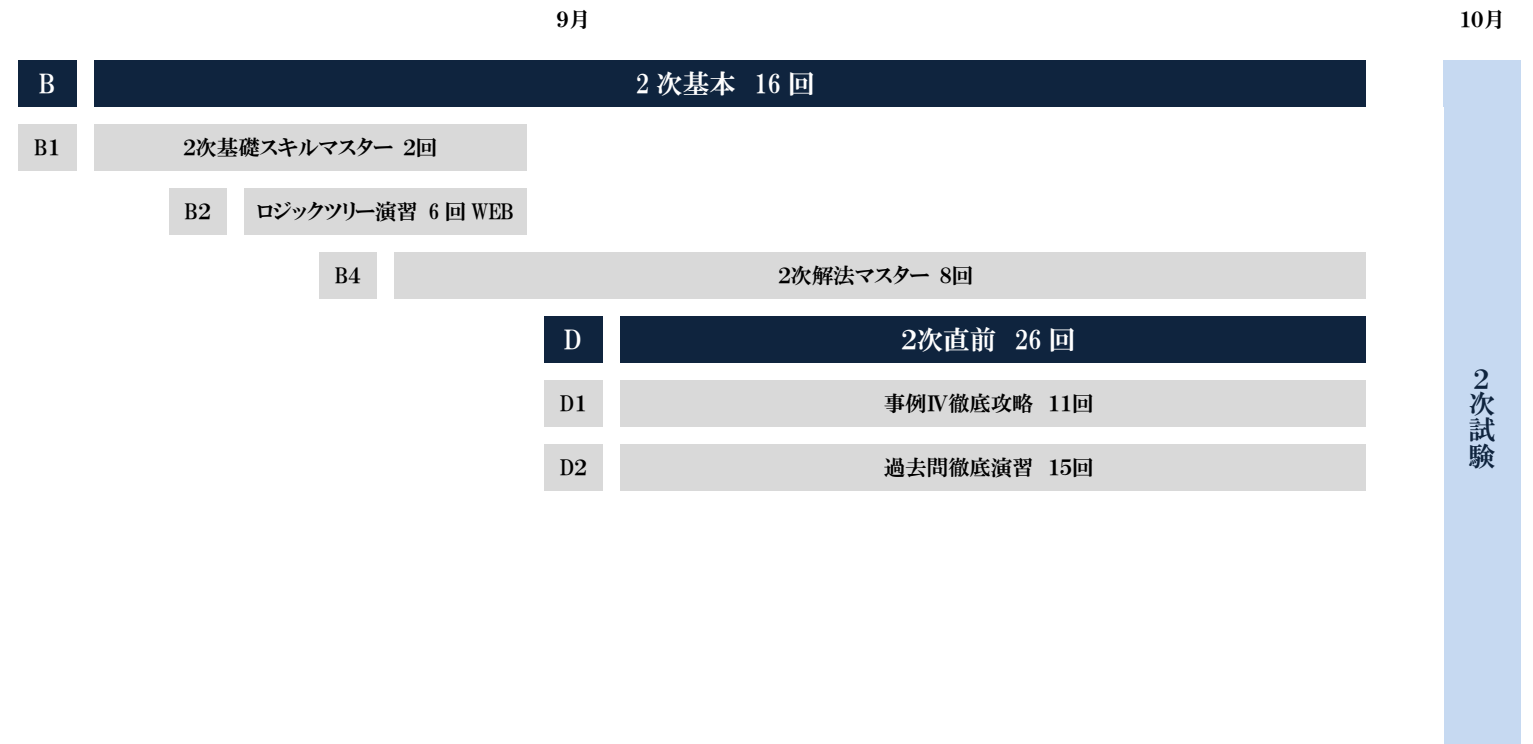 9月 10月
B 2次基本 16回
B1 2次基礎スキルマスター 2回
B2 ロジックツリー演習 6回 WEB
B4 2次解法マスター 8回
D 2次直前 26回
D1 事例Ⅳ徹底攻略 11回
D2 過去問徹底演習 15回
2次試験